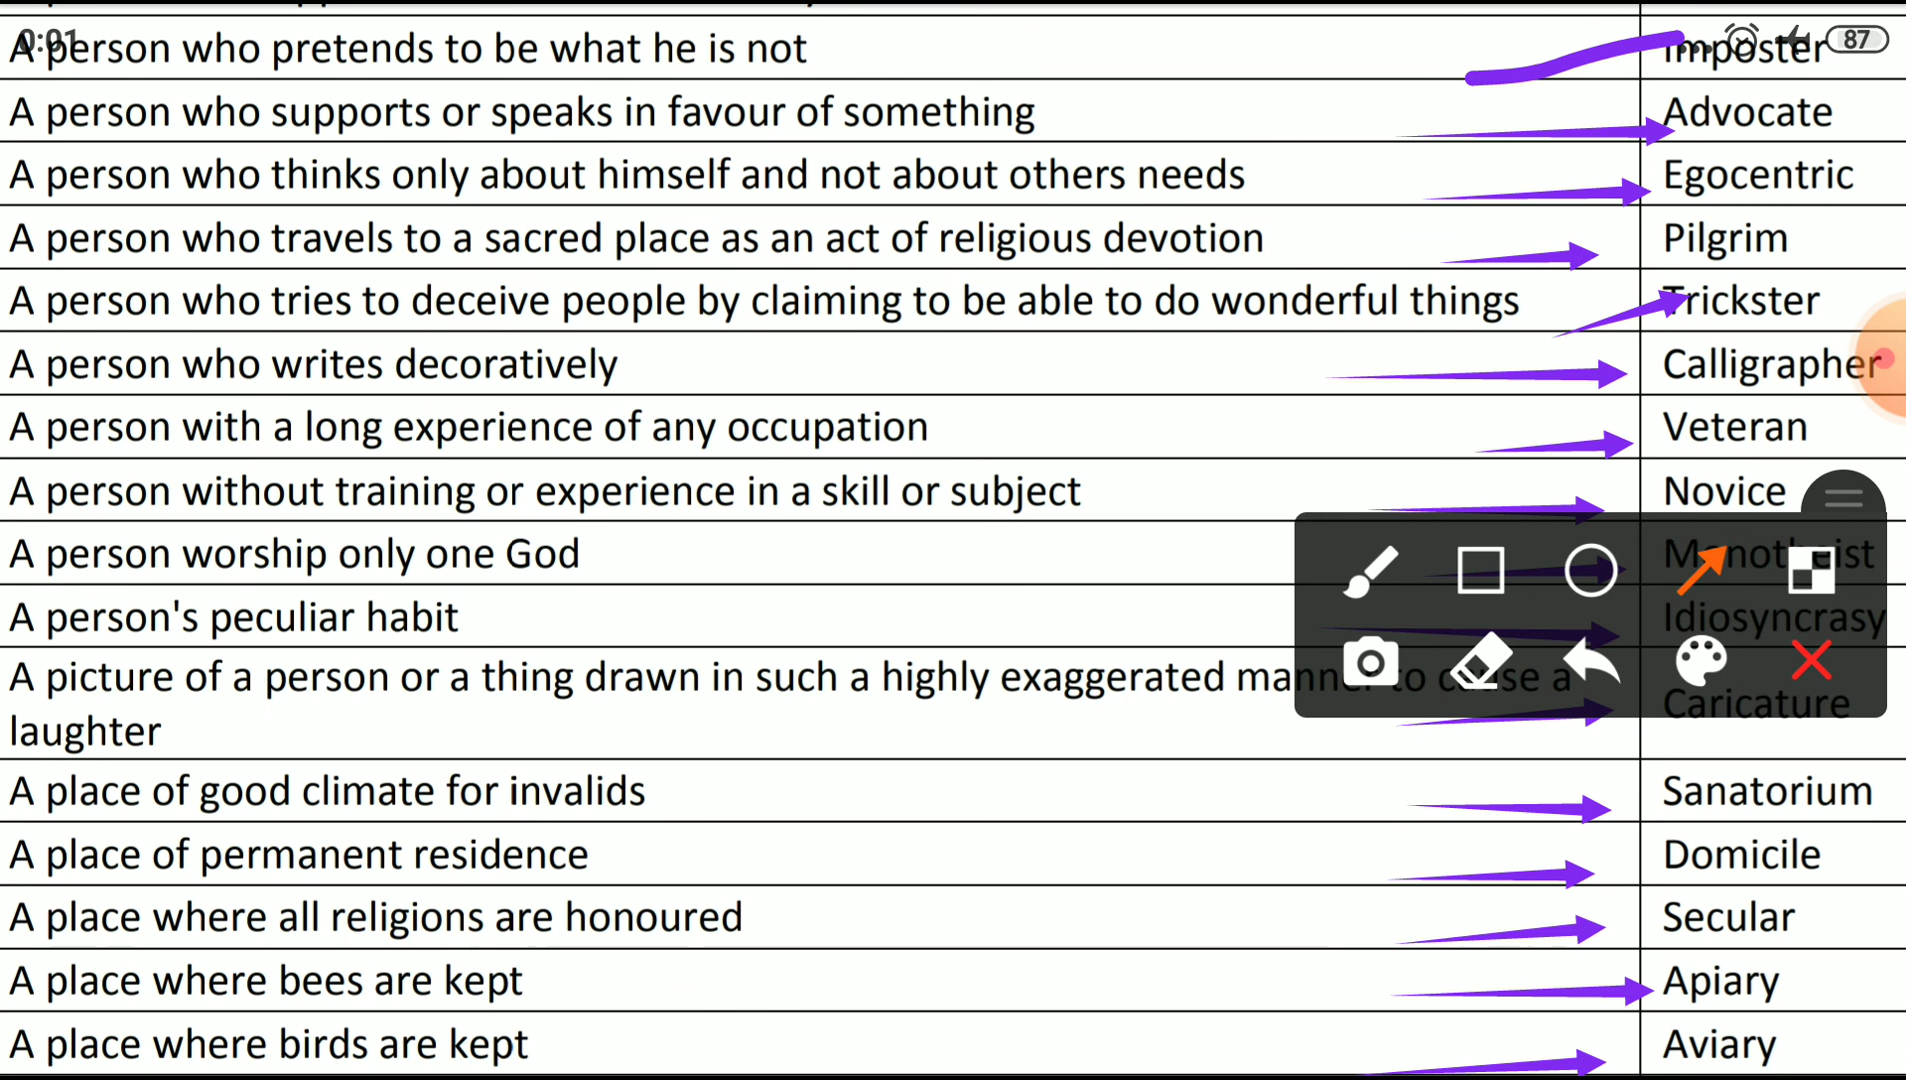 0:01
87
A person who pretends to be what he is not Imposter
A person who supports or speaks in favour of something Advocate
A person who thinks only about himself and not about others needs Egocentric
A person who travels to a sacred place as an act of religious devotion Pilgrim
A person who tries to deceive people by claiming to be able to do wonderful things Trickster
A person who writes decoratively Calligrapher
A person with a long experience of any occupation Veteran
A person without training or experience in a skill or subject Novice
A person worship only one God Monotheist
A person's peculiar habit Idiosyncrasy
A picture of a person or a thing drawn in such a highly exaggerated manner to cause a
laughter Caricature
A place of good climate for invalids Sanatorium
A place of permanent residence Domicile
A place where all religions are honoured Secular
A place where bees are kept Apiary
A place where birds are kept Aviary